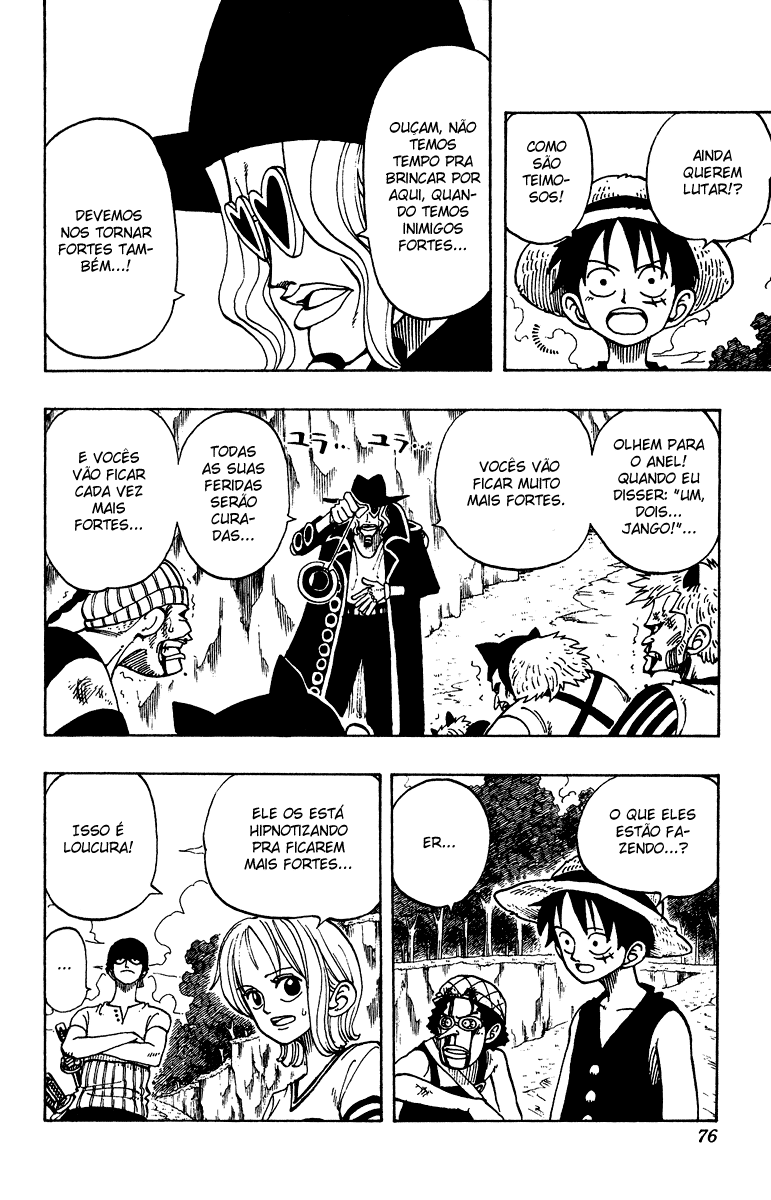 AINDA
QUEREM
LUTAR!?
COMO
SÃO
TEIMO-
SOS!
OUÇAM, NÃO
TEMOS
TEMPO PRA
BRINCAR POR
AQUI, QUAN-
DO TEMOS
INIMIGOS
FORTES...
DEVEMOS
NOS TORNAR
FORTES TAM-
BÉM...!
OLHEM PARA
O ANEL!
QUANDO EU
DISSER: "UM,
DOIS...
JANGO!"...
VOCÊS VÃO
FICAR MUITO
MAIS FORTES.
ユラ... ユラ...
TODAS
AS SUAS
FERIDAS
SERÃO
CURA-
DAS...
E VOCÊS
VÃO FICAR
CADA VEZ
MAIS
FORTES...
O QUE ELES
ESTÃO FA-
ZENDO...?
ER...
ELE OS ESTÁ
HIPNOTIZANDO
PRA FICAREM
MAIS FORTES...
ISSO É
LOUCURA!
...
76